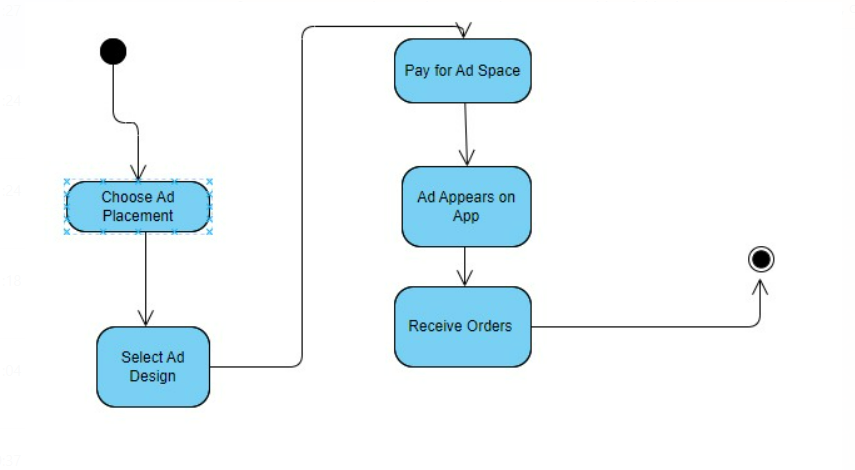 Choose Ad
Placement
Select Ad
Design
Pay for Ad Space
Ad Appears on
App
Receive Orders